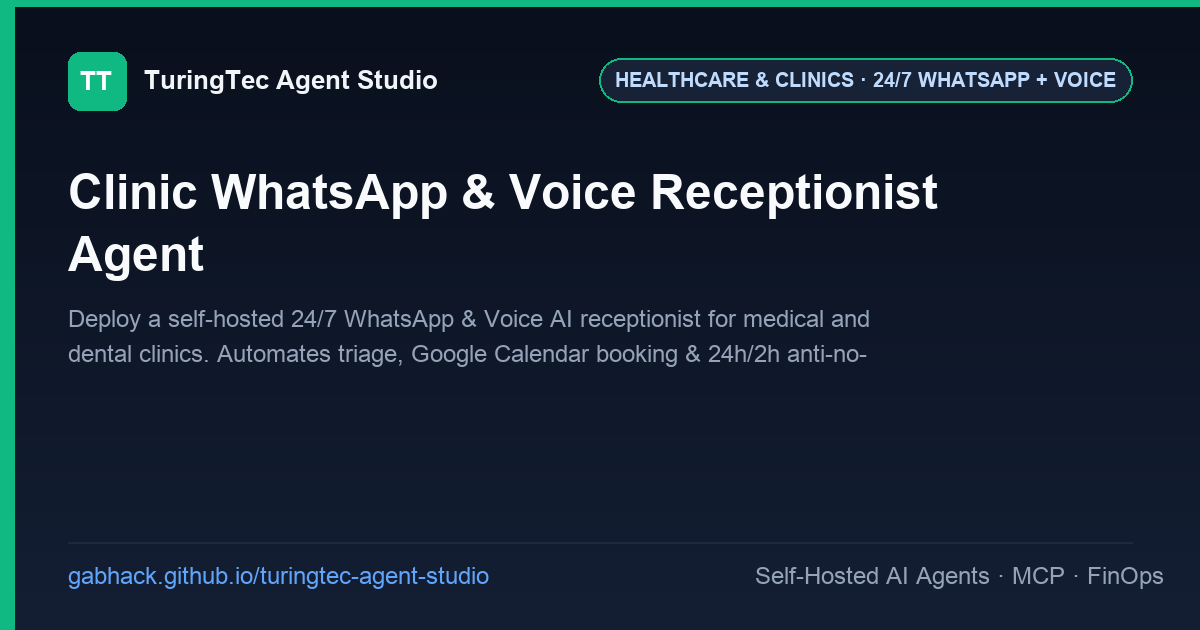 TT
TuringTec Agent Studio
HEALTHCARE & CLINICS · 24/7 WHATSAPP + VOICE
Clinic WhatsApp & Voice Receptionist
Agent
Deploy a self-hosted 24/7 WhatsApp & Voice AI receptionist for medical and
dental clinics. Automates triage, Google Calendar booking & 24h/2h anti-no-
gabhack.github.io/turingtec-agent-studio
Self-Hosted AI Agents · MCP · FinOps